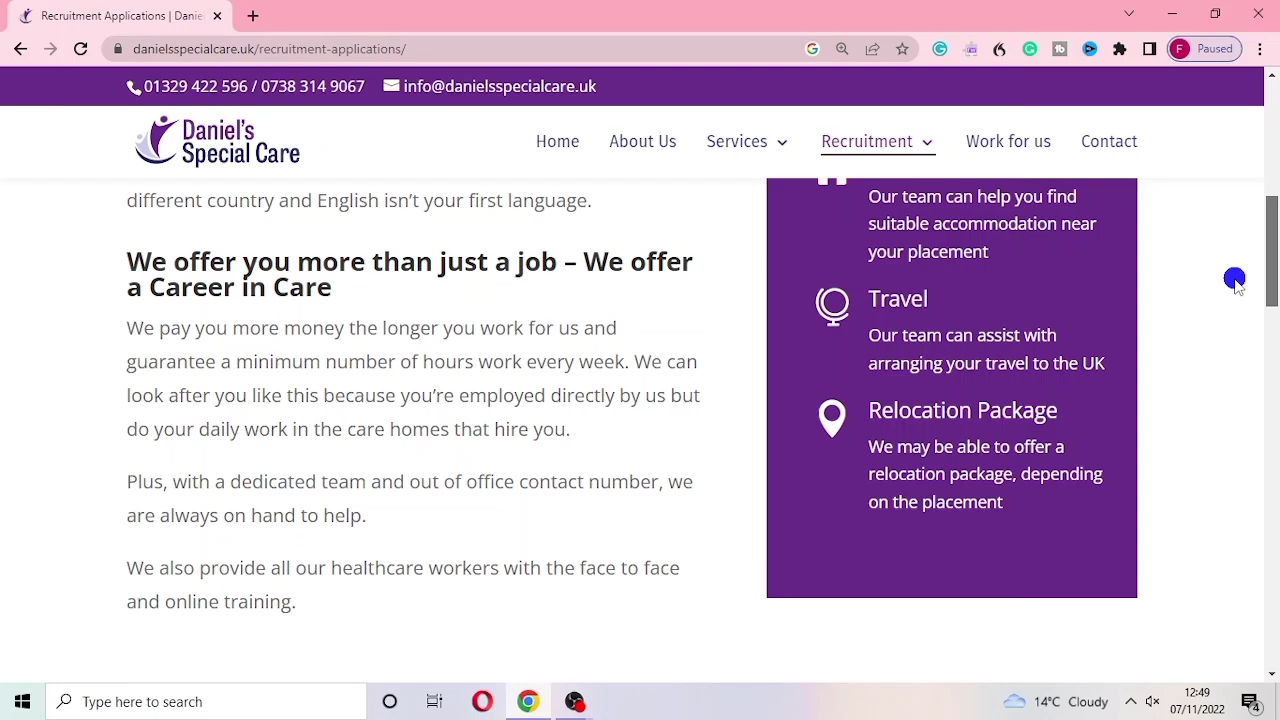 Recruitment Applications | Danie
danielsspecialcare.uk/recruitment-applications/
F Paused
01329 422 596 / 0738 314 9067
info@danielsspecialcare.uk
Daniel's
Special Care
Home About Us Services Recruitment Work for us Contact
different country and English isn't your first language.
We offer you more than just a job – We offer
a Career in Care
We pay you more money the longer you work for us and
guarantee a minimum number of hours work every week. We can
look after you like this because you're employed directly by us but
do your daily work in the care homes that hire you.
Plus, with a dedicated team and out of office contact number, we
are always on hand to help.
We also provide all our healthcare workers with the face to face
and online training.
Our team can help you find
suitable accommodation near
your placement
Travel
Our team can assist with
arranging your travel to the UK
Relocation Package
We may be able to offer a
relocation package, depending
on the placement
Type here to search
14°C Cloudy
12:49
07/11/2022
4